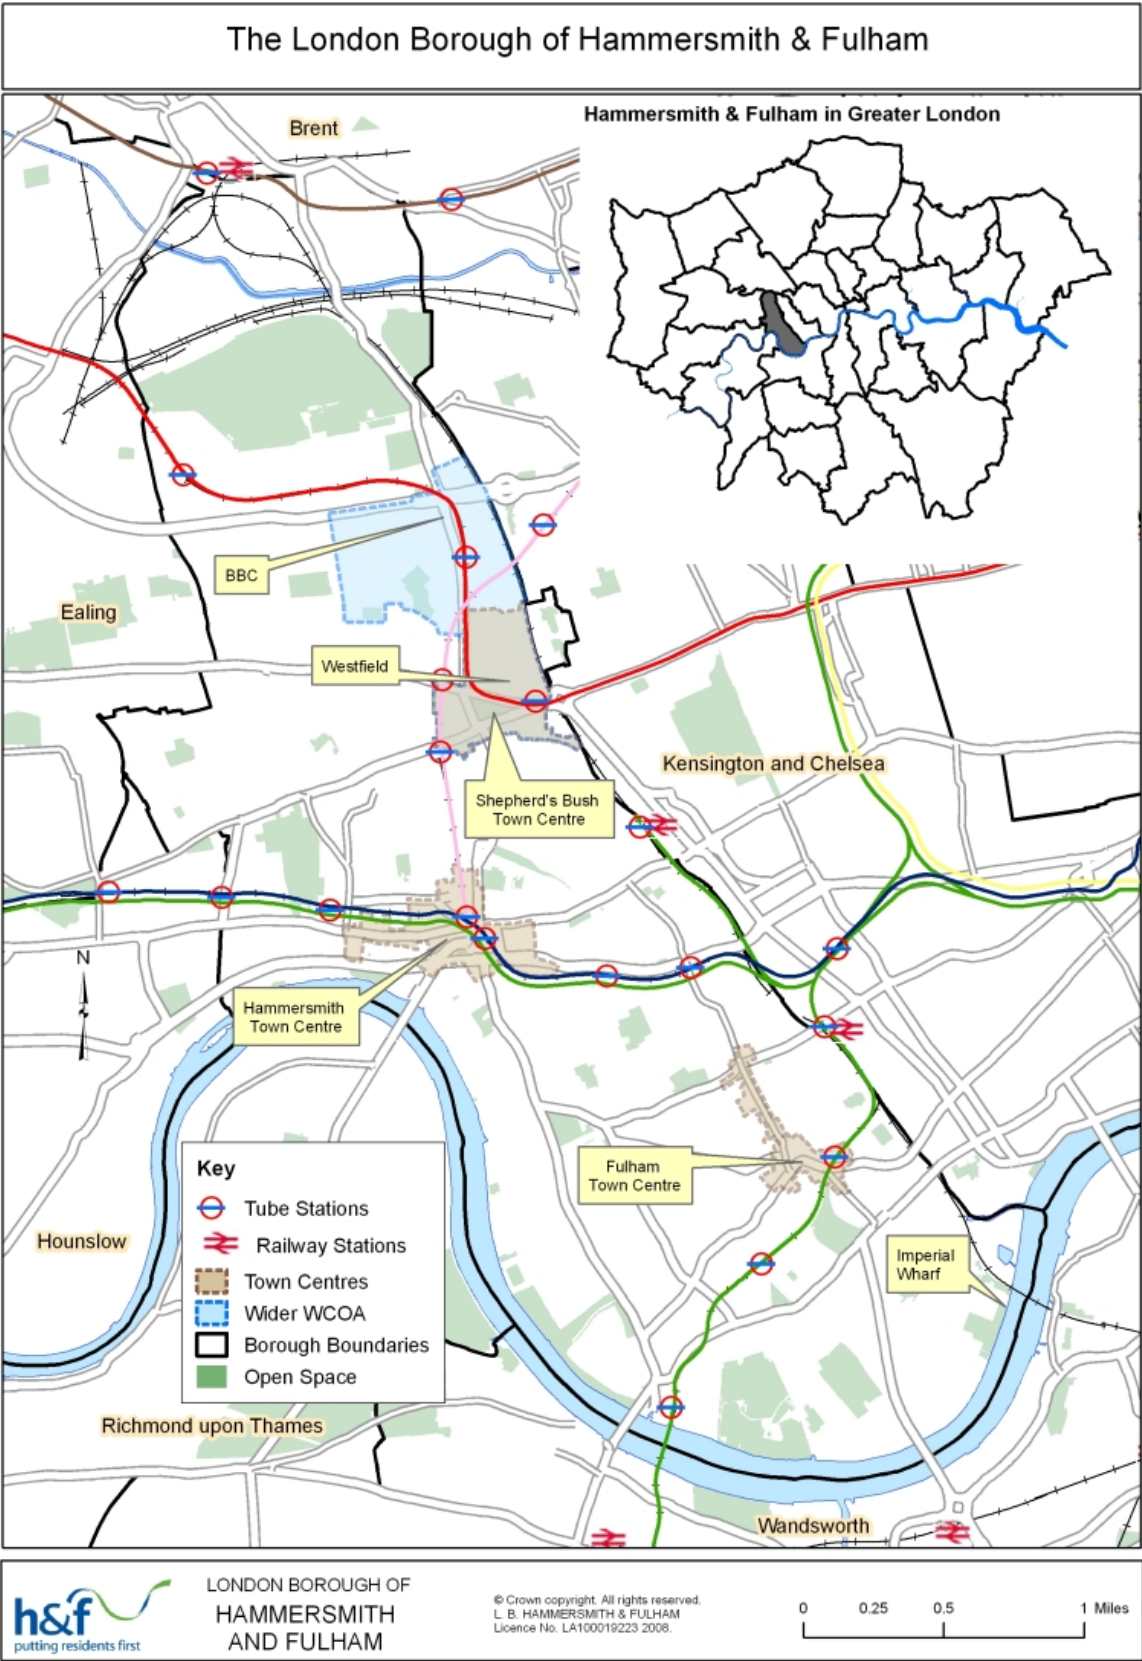 The London Borough of Hammersmith & Fulham
Hammersmith & Fulham in Greater London
Brent
BBC
Ealing
Westfield
Kensington and Chelsea
Shepherd's Bush
Town Centre
N
Hammersmith
Town Centre
Fulham
Town Centre
Key
Tube Stations
Railway Stations
Town Centres
Wider WCOA
Borough Boundaries
Open Space
Hounslow
Imperial
Wharf
Richmond upon Thames
Wandsworth
h&f
putting residents first
LONDON BOROUGH OF
HAMMERSMITH
AND FULHAM
© Crown copyright. All rights reserved.
L. B. HAMMERSMITH & FULHAM
Licence No. LA100019223 2008.
0 0.25 0.5 1 Miles